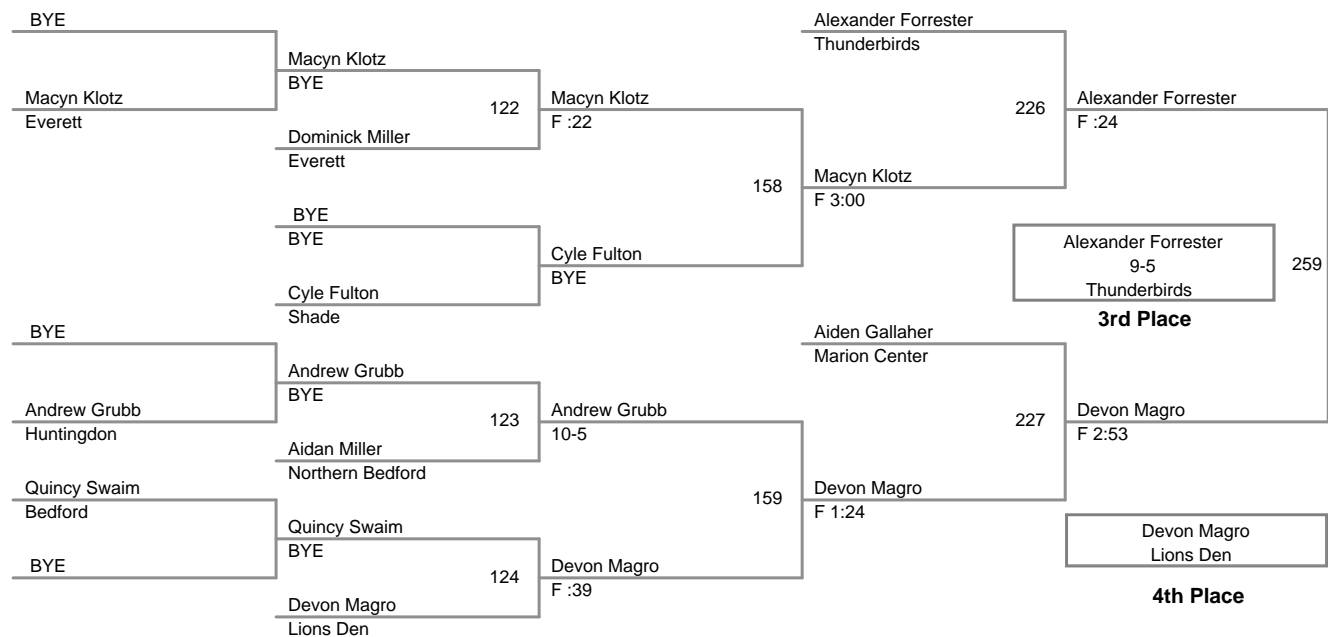 BYE
Macyn Klotz
Everett
Macyn Klotz
BYE
122
Dominick Miller
Everett
BYE
BYE
Cyle Fulton
Shade
Macyn Klotz
F :22
158
Cyle Fulton
BYE
Alexander Forrester
Thunderbirds
226
Macyn Klotz
F 3:00
Alexander Forrester
F :24
Alexander Forrester
9-5
Thunderbirds
259
3rd Place
BYE
Andrew Grubb
Huntingdon
Quincy Swaim
Bedford
BYE
Andrew Grubb
BYE
123
Aidan Miller
Northern Bedford
Quincy Swaim
BYE
124
Devon Magro
Lions Den
Andrew Grubb
10-5
159
Devon Magro
F :39
Aiden Gallaher
Marion Center
227
Devon Magro
F 1:24
Devon Magro
F 2:53
Devon Magro
Lions Den
4th Place